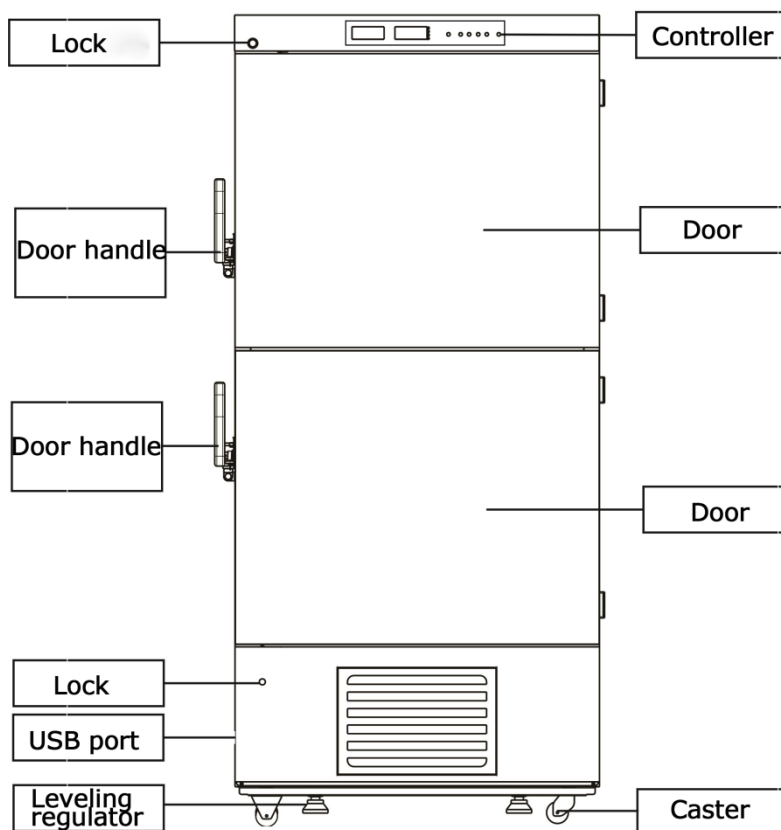 Lock
Controller
Door handle
Door
Door handle
Door
Lock
USB port
Leveling
regulator
Caster